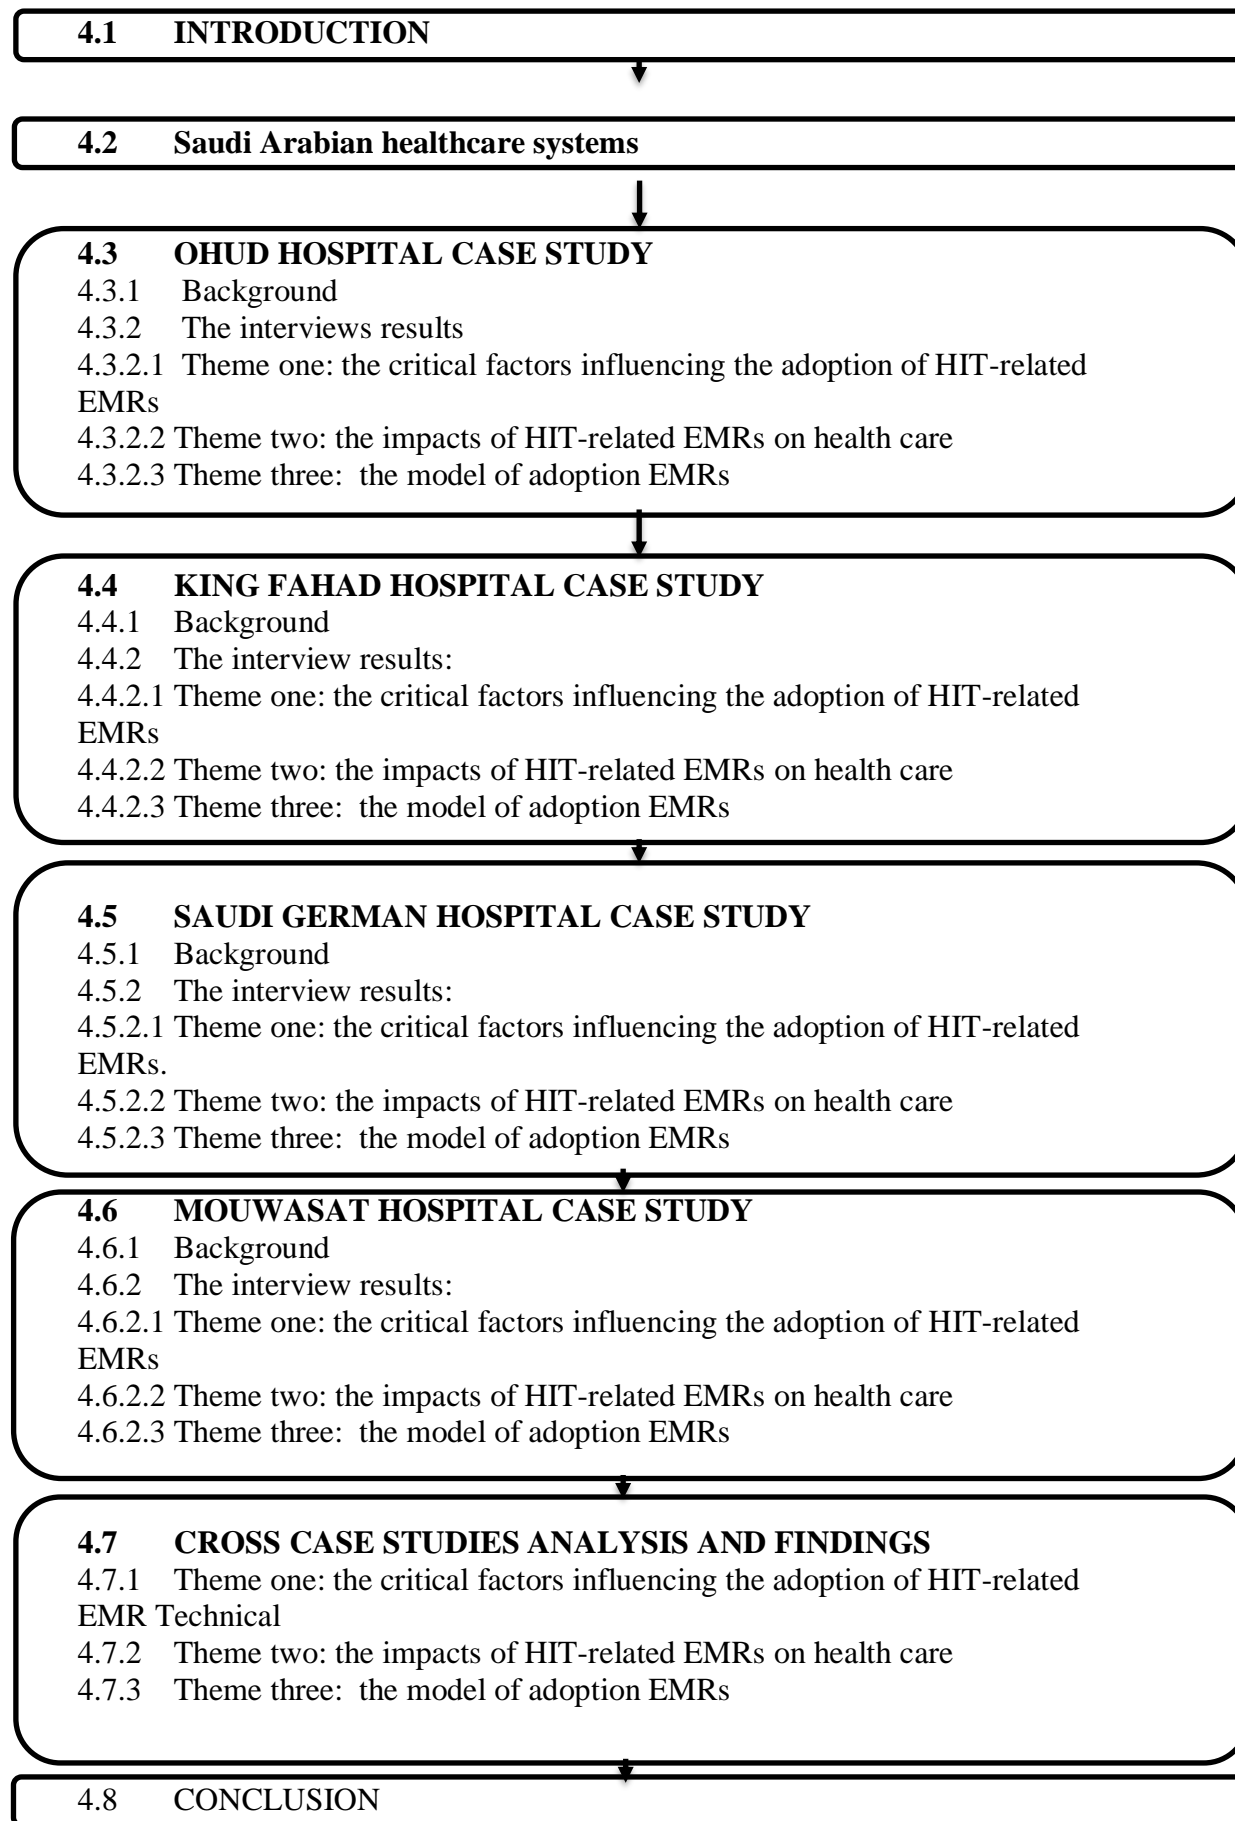 4.1 INTRODUCTION
4.2 Saudi Arabian healthcare systems
4.3 OHUD HOSPITAL CASE STUDY
4.3.1 Background
4.3.2 The interviews results
4.3.2.1 Theme one: the critical factors influencing the adoption of HIT-related
EMRs
4.3.2.2 Theme two: the impacts of HIT-related EMRs on health care
4.3.2.3 Theme three: the model of adoption EMRs
4.4 KING FAHAD HOSPITAL CASE STUDY
4.4.1 Background
4.4.2 The interview results:
4.4.2.1 Theme one: the critical factors influencing the adoption of HIT-related
EMRs
4.4.2.2 Theme two: the impacts of HIT-related EMRs on health care
4.4.2.3 Theme three: the model of adoption EMRs
4.5 SAUDI GERMAN HOSPITAL CASE STUDY
4.5.1 Background
4.5.2 The interview results:
4.5.2.1 Theme one: the critical factors influencing the adoption of HIT-related
EMRs.
4.5.2.2 Theme two: the impacts of HIT-related EMRs on health care
4.5.2.3 Theme three: the model of adoption EMRs
4.6 MOUWASAT HOSPITAL CASE STUDY
4.6.1 Background
4.6.2 The interview results:
4.6.2.1 Theme one: the critical factors influencing the adoption of HIT-related
EMRs
4.6.2.2 Theme two: the impacts of HIT-related EMRs on health care
4.6.2.3 Theme three: the model of adoption EMRs
4.7 CROSS CASE STUDIES ANALYSIS AND FINDINGS
4.7.1 Theme one: the critical factors influencing the adoption of HIT-related
EMR Technical
4.7.2 Theme two: the impacts of HIT-related EMRs on health care
4.7.3 Theme three: the model of adoption EMRs
4.8 CONCLUSION